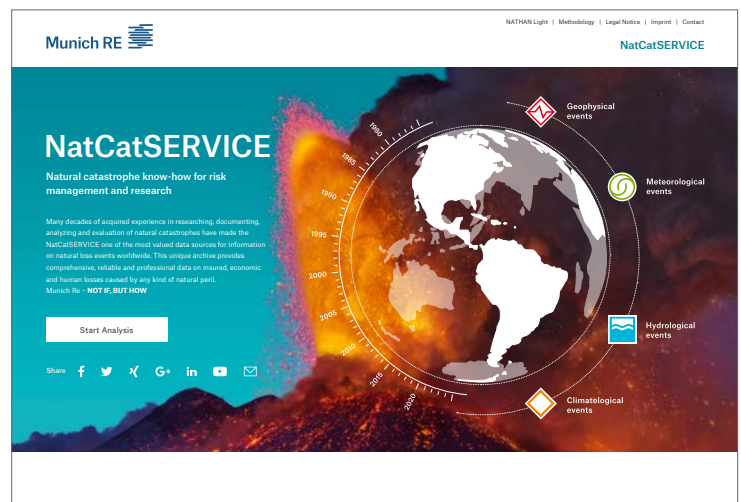 NATHAN Light | Methodology | Legal Notice | Imprint | Contact
Munich RE
NatCatSERVICE
NatCatSERVICE
Natural catastrophe know-how for risk
management and research
Many decades of acquired experience in researching, documenting,
analyzing and evaluation of natural catastrophes have made the
NatCatSERVICE one of the most valued data sources for information
on natural loss events worldwide. This unique archive provides
comprehensive, reliable and professional data on insured, economic
and human losses caused by any kind of natural peril.
Munich Re – NOT IF, BUT HOW
Start Analysis
Share
G+
in
1980
1985
1990
1995
2000
2005
2010
2015
2020
Geophysical
events
Meteorological
events
Hydrological
events
Climatological
events